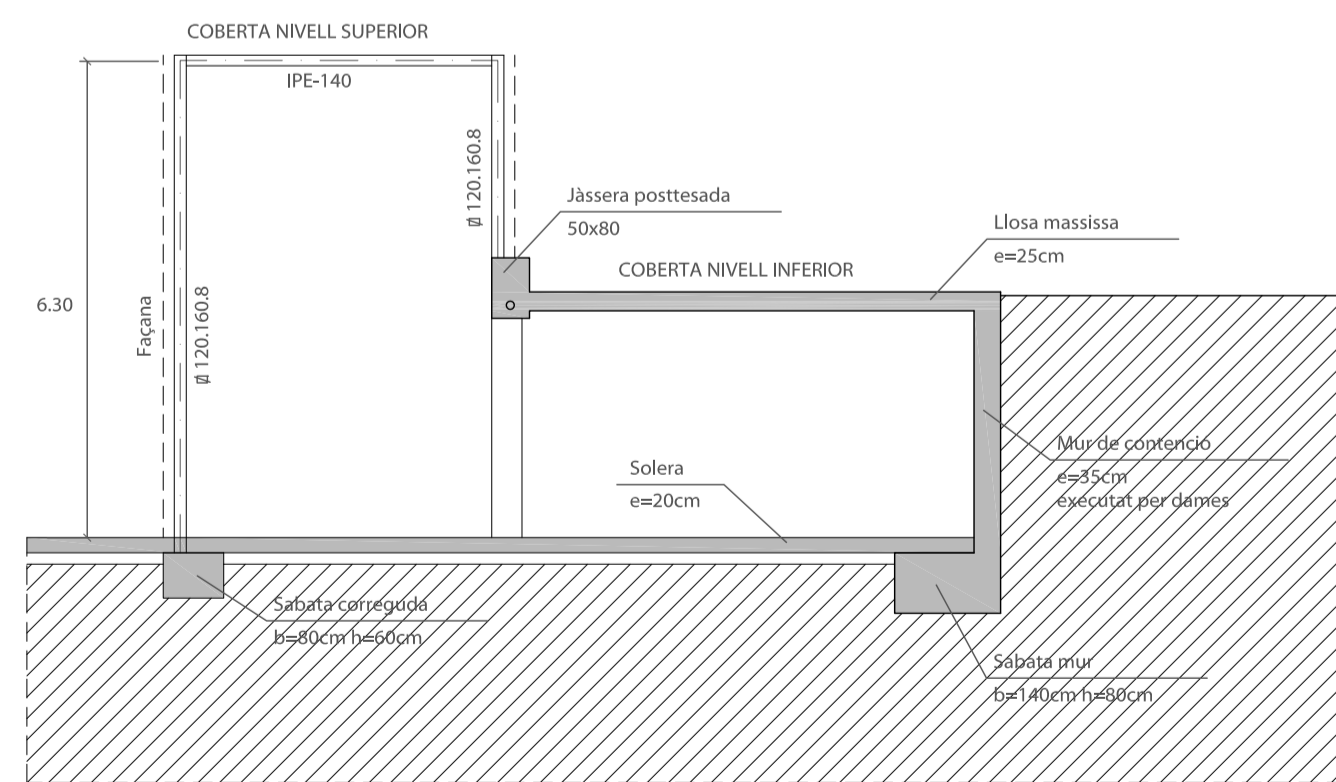 COBERTA NIVELL SUPERIOR
IPE-140
120.160.8
Jàssera posttesada
50x80
Llosa massissa
e=25cm
COBERTA NIVELL INFERIOR
6.30
Façana
120.160.8
Mur de contenció
e=35cm
executat per dames
Solera
e=20cm
Sabata correguda
b=80cm h=60cm
Sabata mur
b=140cm h=80cm